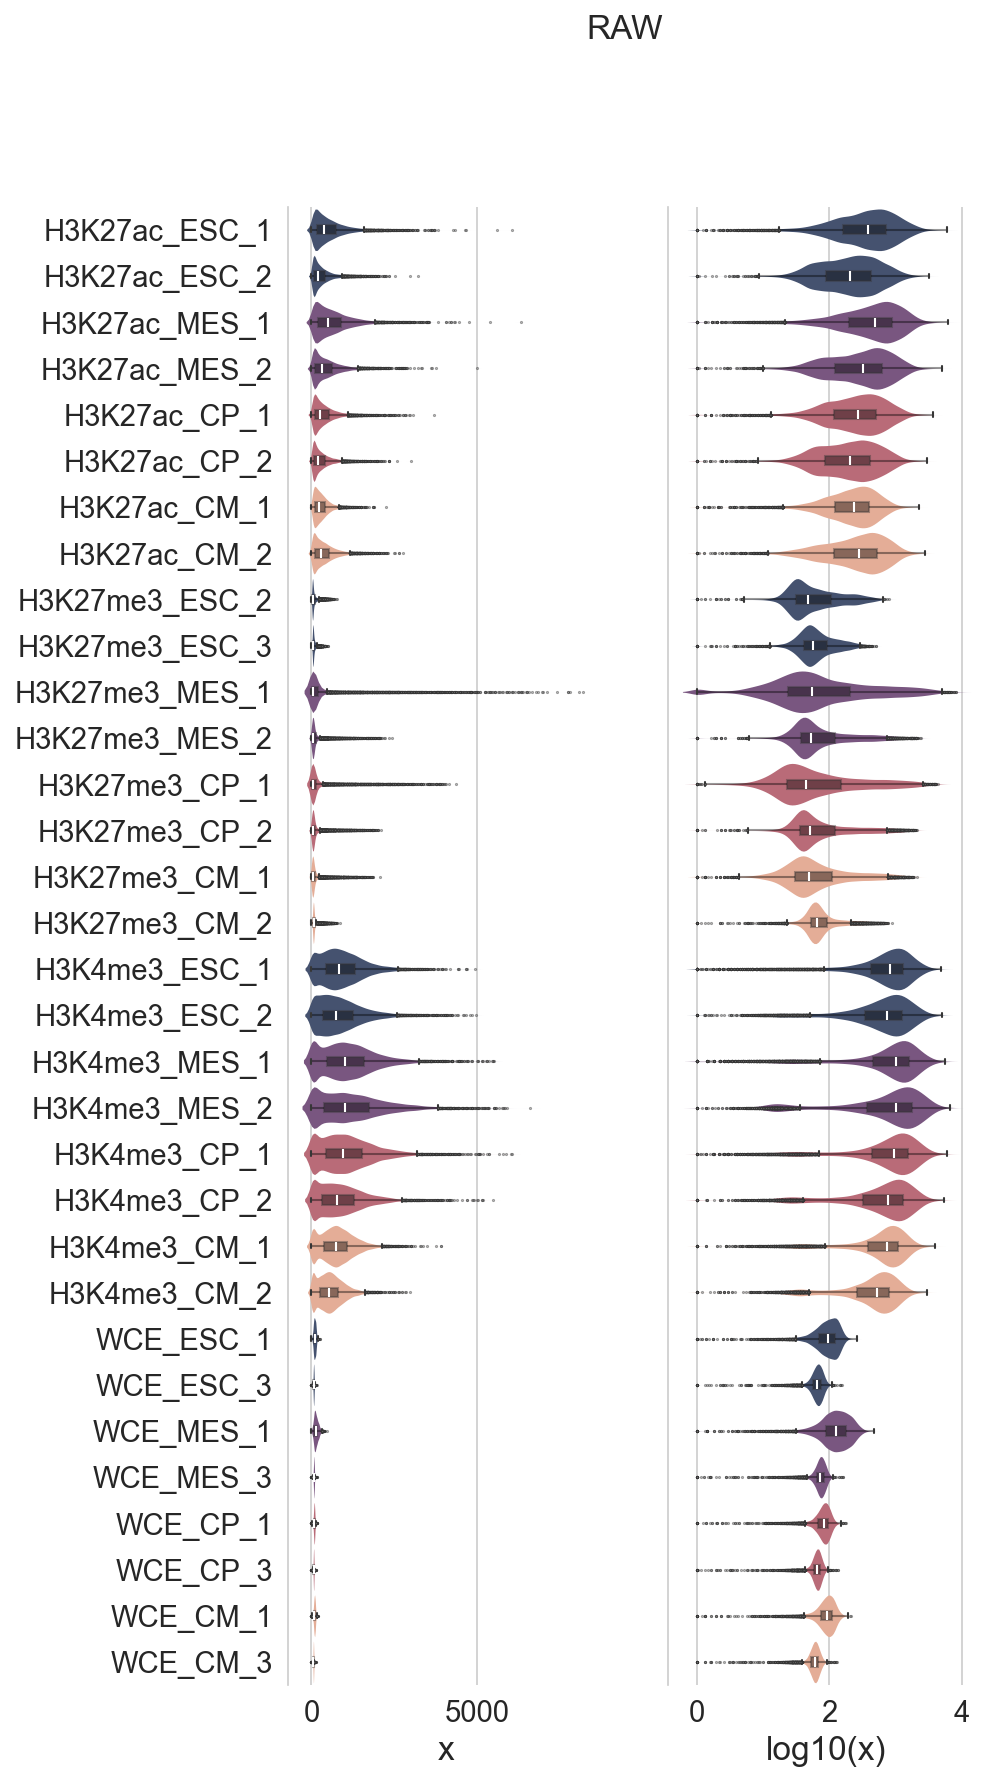 RAW
H3K27ac_ESC_1
H3K27ac_ESC_2
H3K27ac_MES_1
H3K27ac_MES_2
H3K27ac_CP_1
H3K27ac_CP_2
H3K27ac_CM_1
H3K27ac_CM_2
H3K27me3_ESC_2
H3K27me3_ESC_3
H3K27me3_MES_1
H3K27me3_MES_2
H3K27me3_CP_1
H3K27me3_CP_2
H3K27me3_CM_1
H3K27me3_CM_2
H3K4me3_ESC_1
H3K4me3_ESC_2
H3K4me3_MES_1
H3K4me3_MES_2
H3K4me3_CP_1
H3K4me3_CP_2
H3K4me3_CM_1
H3K4me3_CM_2
WCE_ESC_1
WCE_ESC_3
WCE_MES_1
WCE_MES_3
WCE_CP_1
WCE_CP_3
WCE_CM_1
WCE_CM_3
0 5000 0 2 4
x log10(x)